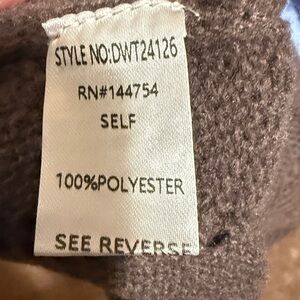 STYLE NO:DWT24126
RN#144754
SELF
100%POLYESTER
SEE REVERSE